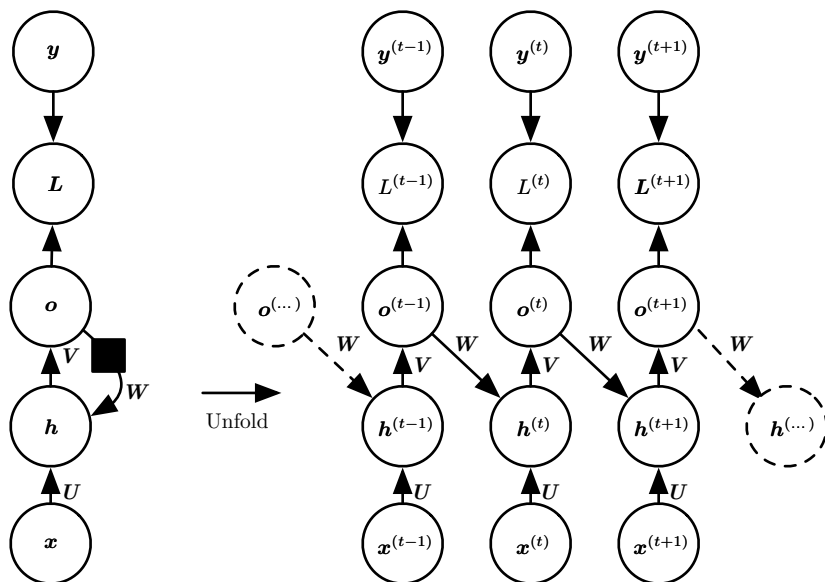 y y^(t−1) y^(t) y^(t+1)
L L^(t−1) L^(t) L^(t+1)
o o^(...) o^(t−1) o^(t) o^(t+1)
V W V W V W V W
W
h h^(t−1) h^(t) h^(t+1) h^(...)
Unfold
U U U U
x x^(t−1) x^(t) x^(t+1)